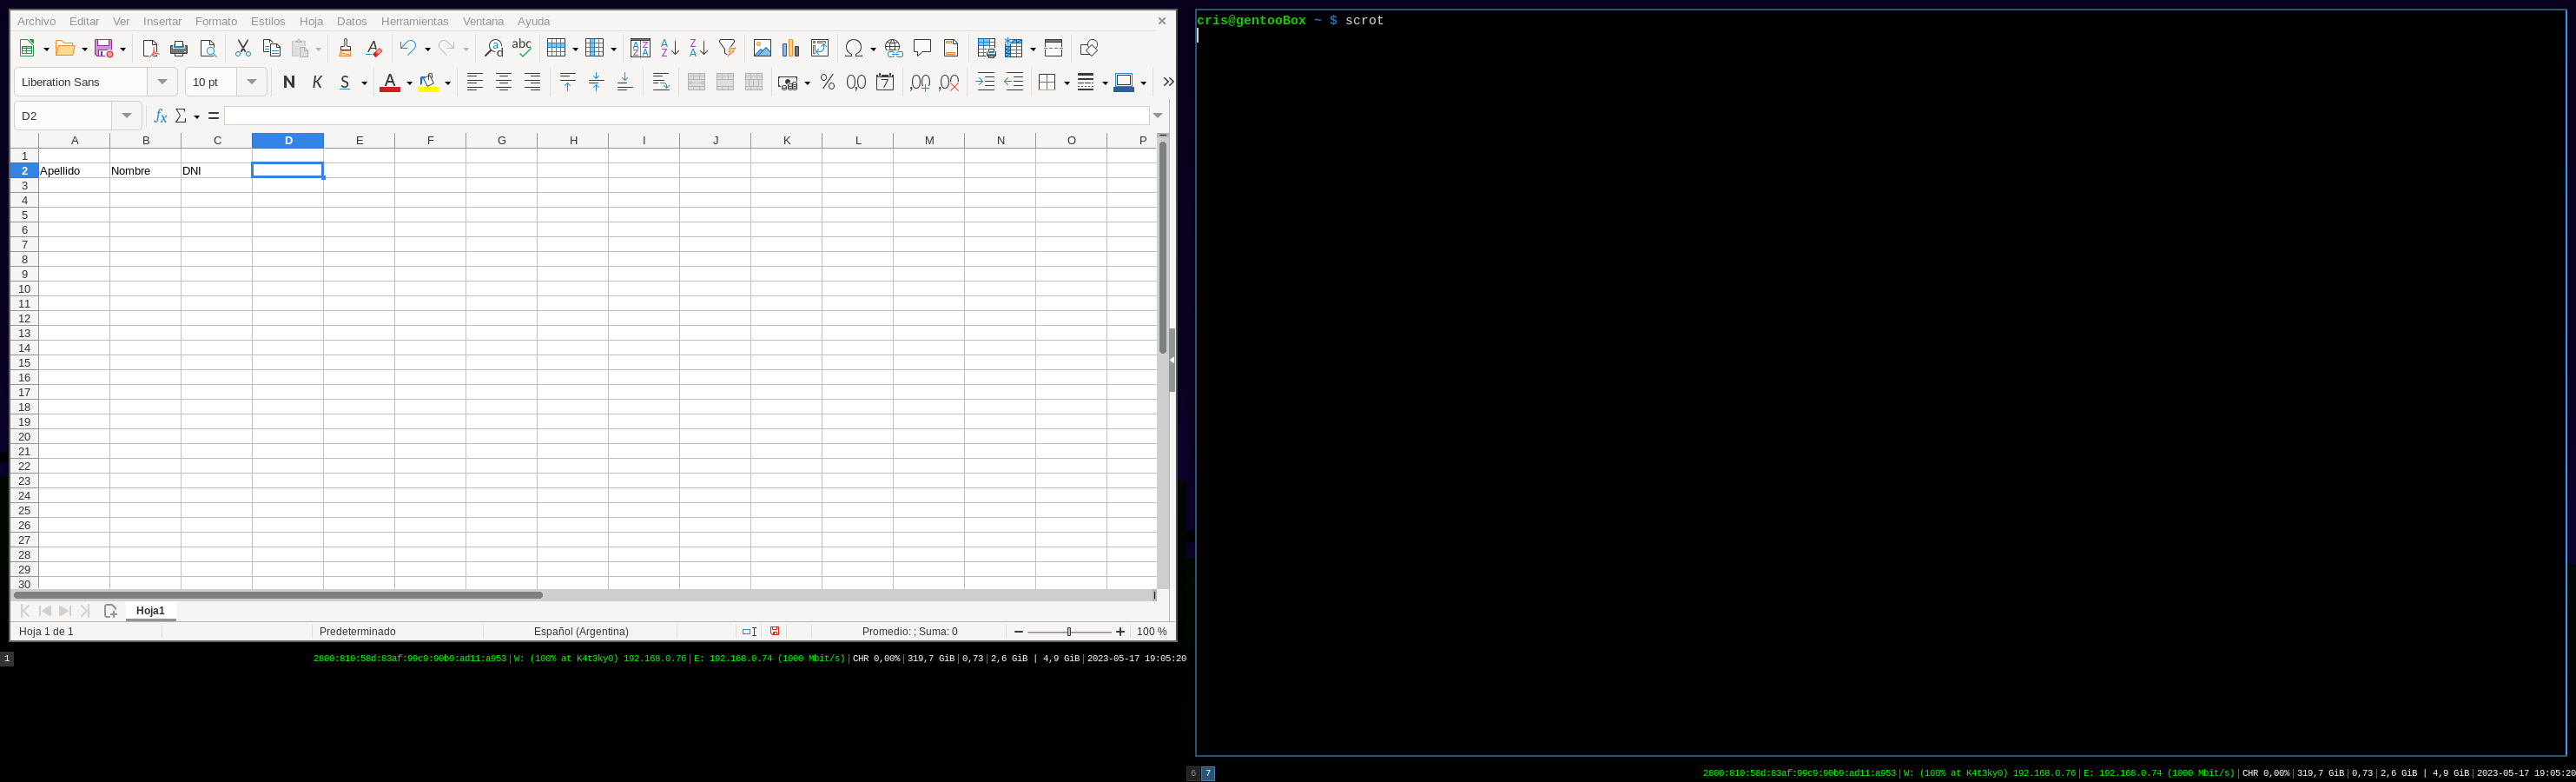 Archivo Editar Ver Insertar Formato Estilos Hoja Datos Herramientas Ventana Ayuda
Liberation Sans 10 pt N K S
D2
A B C D E F G H I J K L M N O P
1
2 Apellido Nombre DNI
3
4
5
6
7
8
9
10
11
12
13
14
15
16
17
18
19
20
21
22
23
24
25
26
27
28
29
30
Hoja1
Hoja 1 de 1 Predeterminado Español (Argentina) Promedio: ; Suma: 0 100 %
1 2800:810:58d:83af:99c9:90b9:ad11:a953|W: (100% at K4t3ky0) 192.168.0.76|E: 192.168.0.74 (1000 Mbit/s)|CHR 0,00%|319,7 GiB|0,73|2,6 GiB | 4,9 GiB|2023-05-17 19:05:20
cris@gentooBox ~ $ scrot
6 7 2800:810:58d:83af:99c9:90b9:ad11:a953|W: (100% at K4t3ky0) 192.168.0.76|E: 192.168.0.74 (1000 Mbit/s)|CHR 0,00%|319,7 GiB|0,73|2,6 GiB | 4,9 GiB|2023-05-17 19:05:20